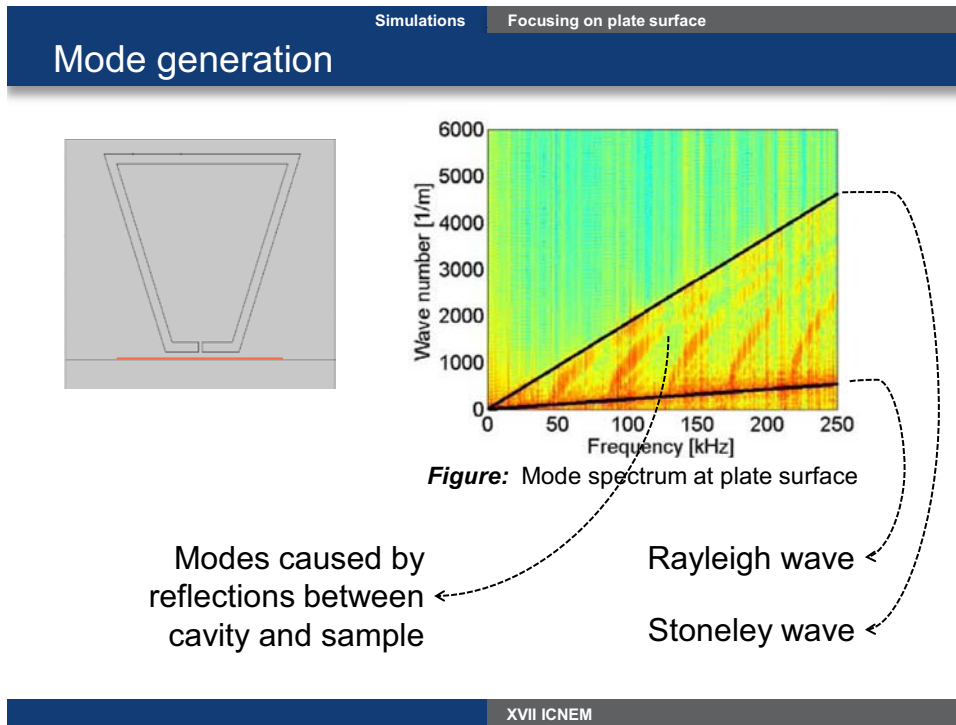 Simulations
Focusing on plate surface
Mode generation
6000
5000
4000
3000
2000
1000
0
Wave number [1/m]
0
50
100
150
200
250
Frequency [kHz]
Figure: Mode spectrum at plate surface
Modes caused by
reflections between
cavity and sample
Rayleigh wave
Stoneley wave
XVII ICNEM